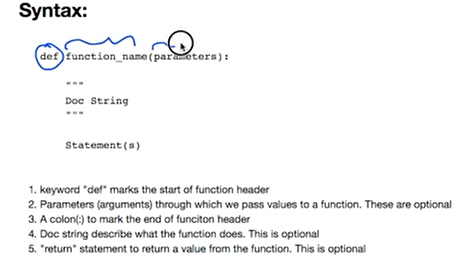 Syntax:
def function_name(parameters):
"""
Doc String
"""
Statement(s)
1. keyword "def" marks the start of function header
2. Parameters (arguments) through which we pass values to a function. These are optional
3. A colon(:) to mark the end of funciton header
4. Doc string describe what the function does. This is optional
5. "return" statement to return a value from the function. This is optional